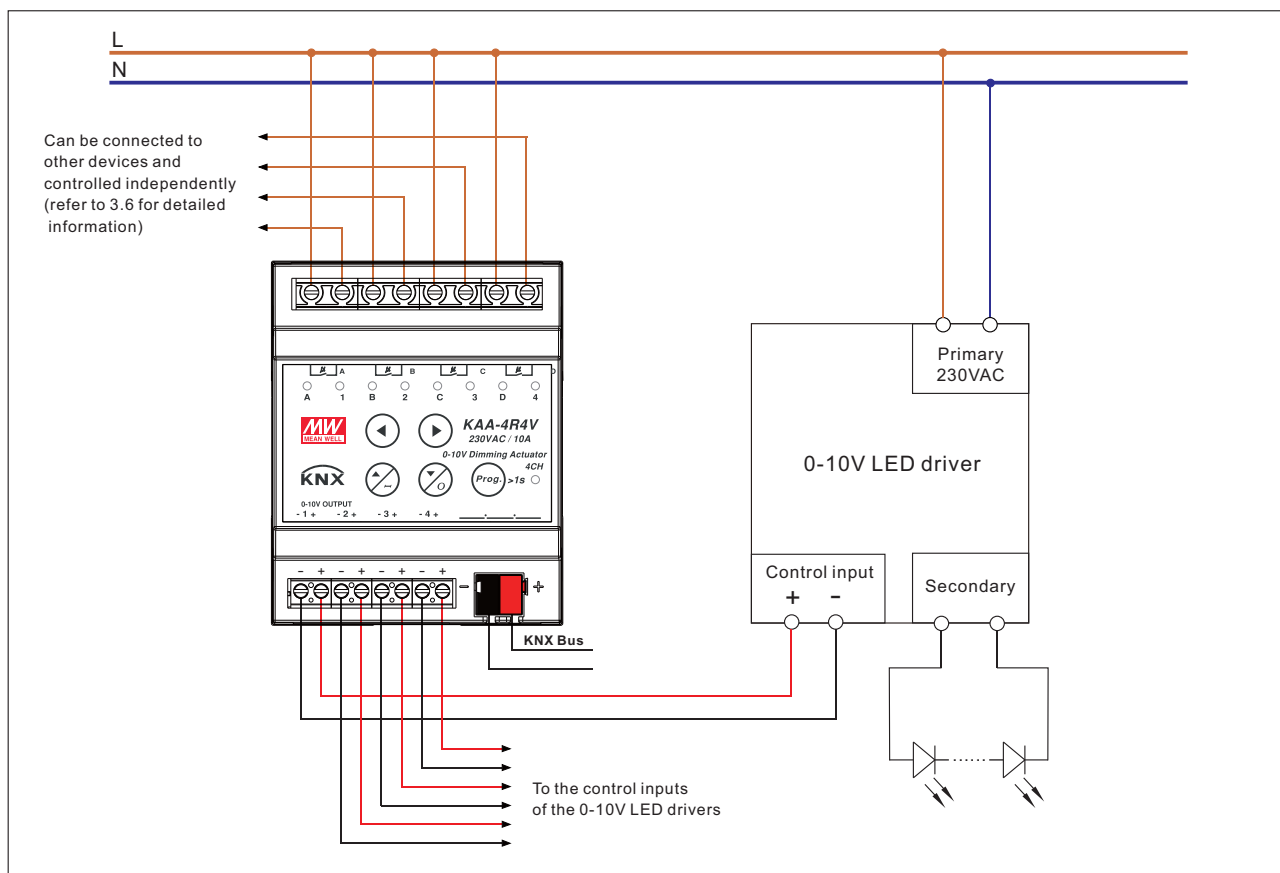 L
N
Can be connected to
other devices and
controlled independently
(refer to 3.6 for detailed
information)
A B C D
A 1 B 2 C 3 D 4
MW
MEAN WELL
KAA-4R4V
230VAC / 10A
0-10V Dimming Actuator
4CH
KNX
I
O
Prog. >1s
0-10V OUTPUT
- 1 + - 2 + - 3 + - 4 +
- + - + - + - +
- +
KNX Bus
Primary
230VAC
0-10V LED driver
Control input
+ -
Secondary
To the control inputs
of the 0-10V LED drivers